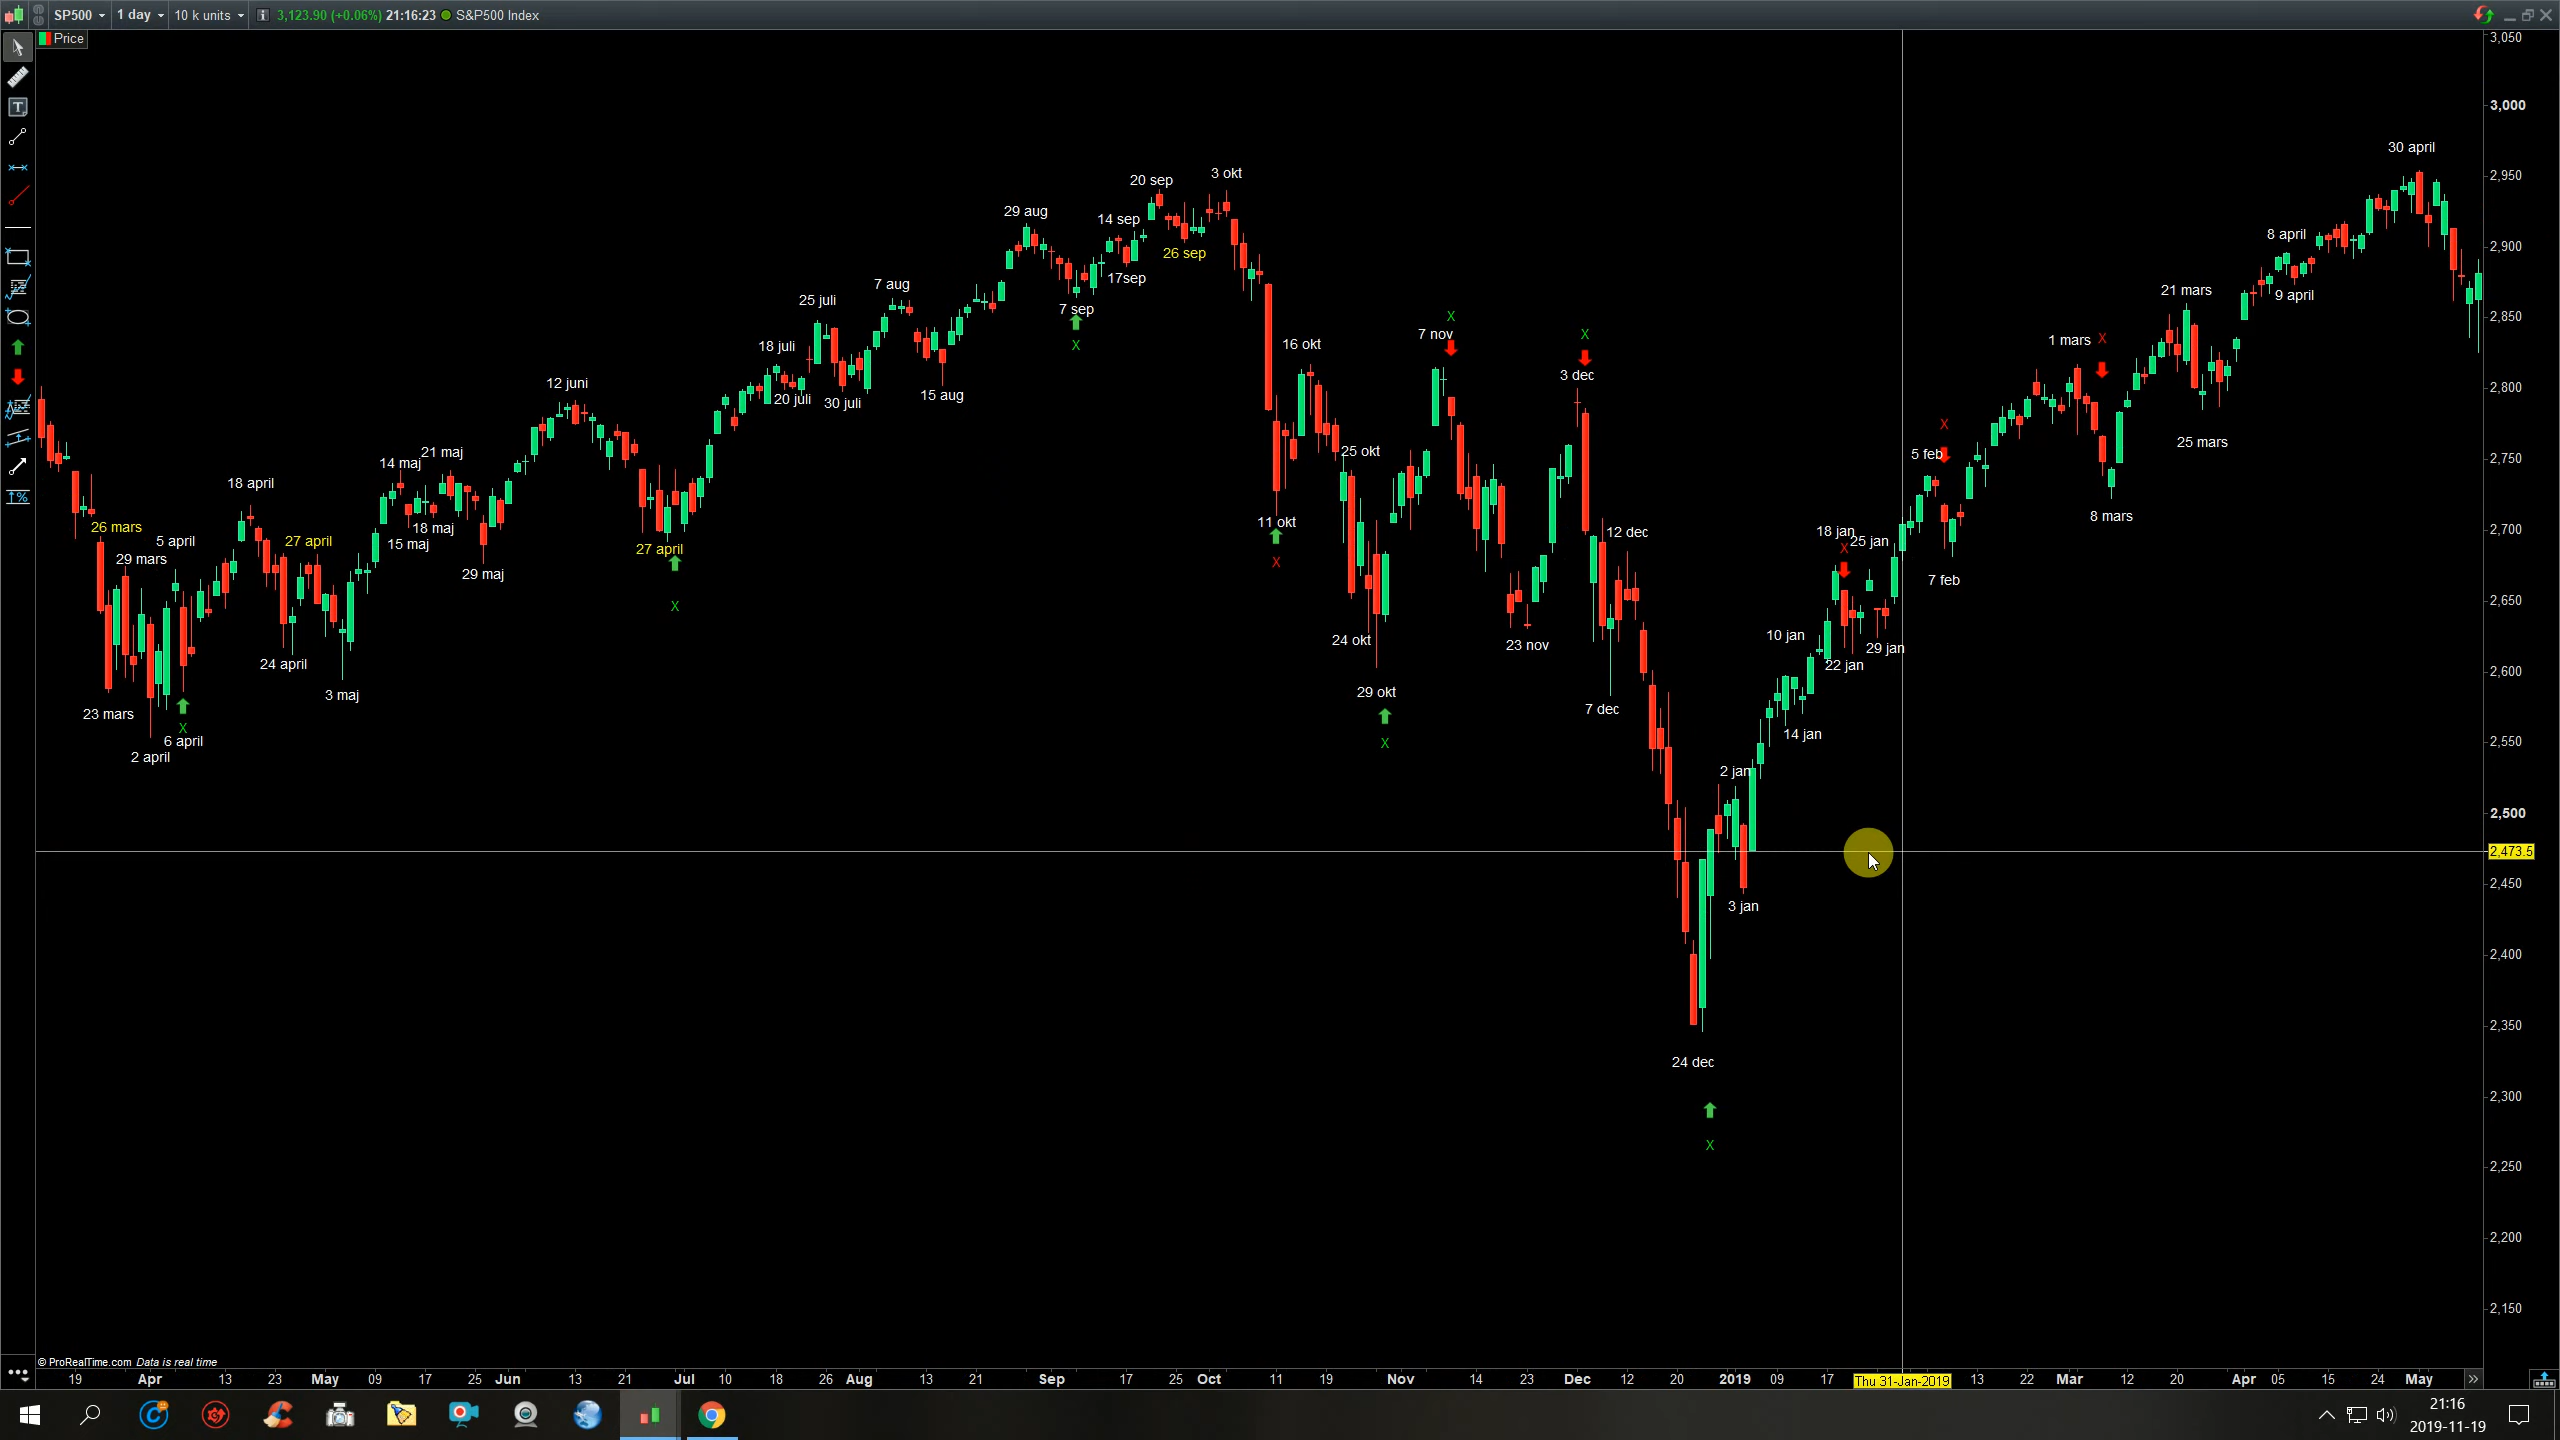 SP500 1 day 10 k units 3,123.90 (+0.06%) 21:16:23 S&P500 Index
Price
3,050
3,000
2,950
2,900
2,850
2,800
2,750
2,700
2,650
2,600
2,550
2,500
2,473.5
2,450
2,400
2,350
2,300
2,250
2,200
2,150
26 mars
29 mars
23 mars
5 april
2 april
6 april
X
18 april
27 april
24 april
3 maj
14 maj
21 maj
18 maj
15 maj
29 maj
12 juni
27 april
X
18 juli
20 juli
25 juli
30 juli
7 aug
15 aug
29 aug
7 sep
X
14 sep
17sep
20 sep
26 sep
3 okt
11 okt
X
16 okt
25 okt
24 okt
29 okt
X
X
7 nov
23 nov
X
3 dec
7 dec
12 dec
24 dec
X
2 jan
3 jan
10 jan
14 jan
18 jan
X
22 jan
25 jan
29 jan
X
5 feb
7 feb
1 mars
X
8 mars
21 mars
25 mars
8 april
9 april
30 april
© ProRealTime.com Data is real time
19 Apr 13 23 May 09 17 25 Jun 13 21 Jul 10 18 26 Aug 13 21 Sep 17 25 Oct 11 19 Nov 14 23 Dec 12 20 2019 09 17 Thu 31-Jan-2019 13 22 Mar 12 20 Apr 05 15 24 May
21:16
2019-11-19